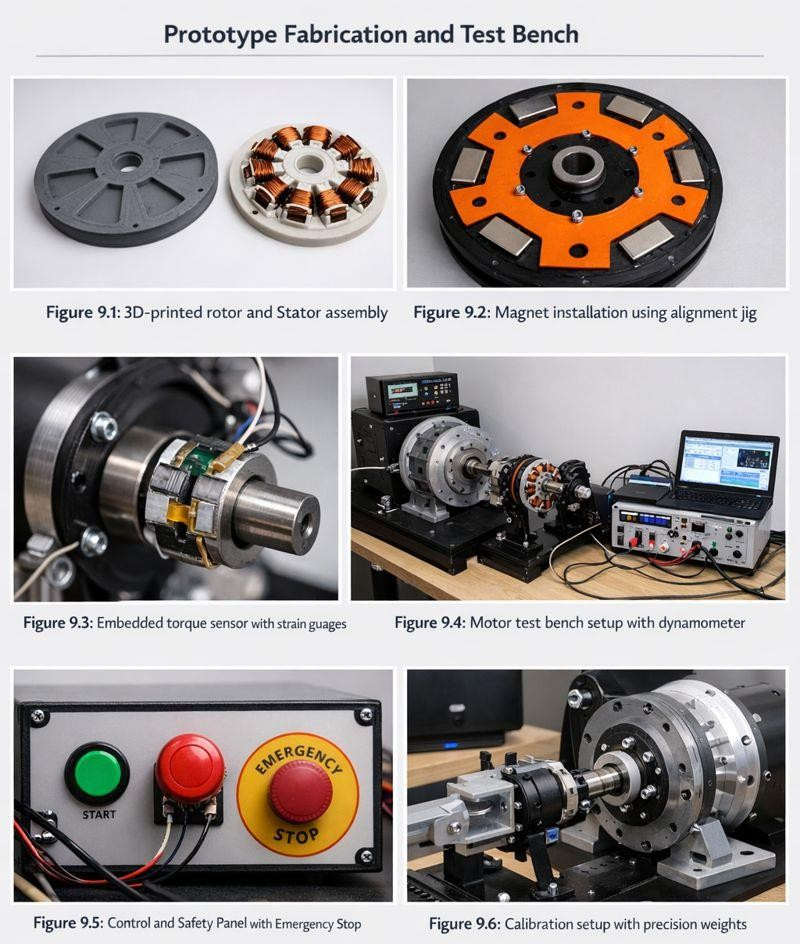 Prototype Fabrication and Test Bench
Figure 9.1: 3D-printed rotor and Stator assembly
Figure 9.2: Magnet installation using alignment jig
Figure 9.3: Embedded torque sensor with strain guages
Figure 9.4: Motor test bench setup with dynamometer
START
EMERGENCY
STOP
Figure 9.5: Control and Safety Panel with Emergency Stop
Figure 9.6: Calibration setup with precision weights